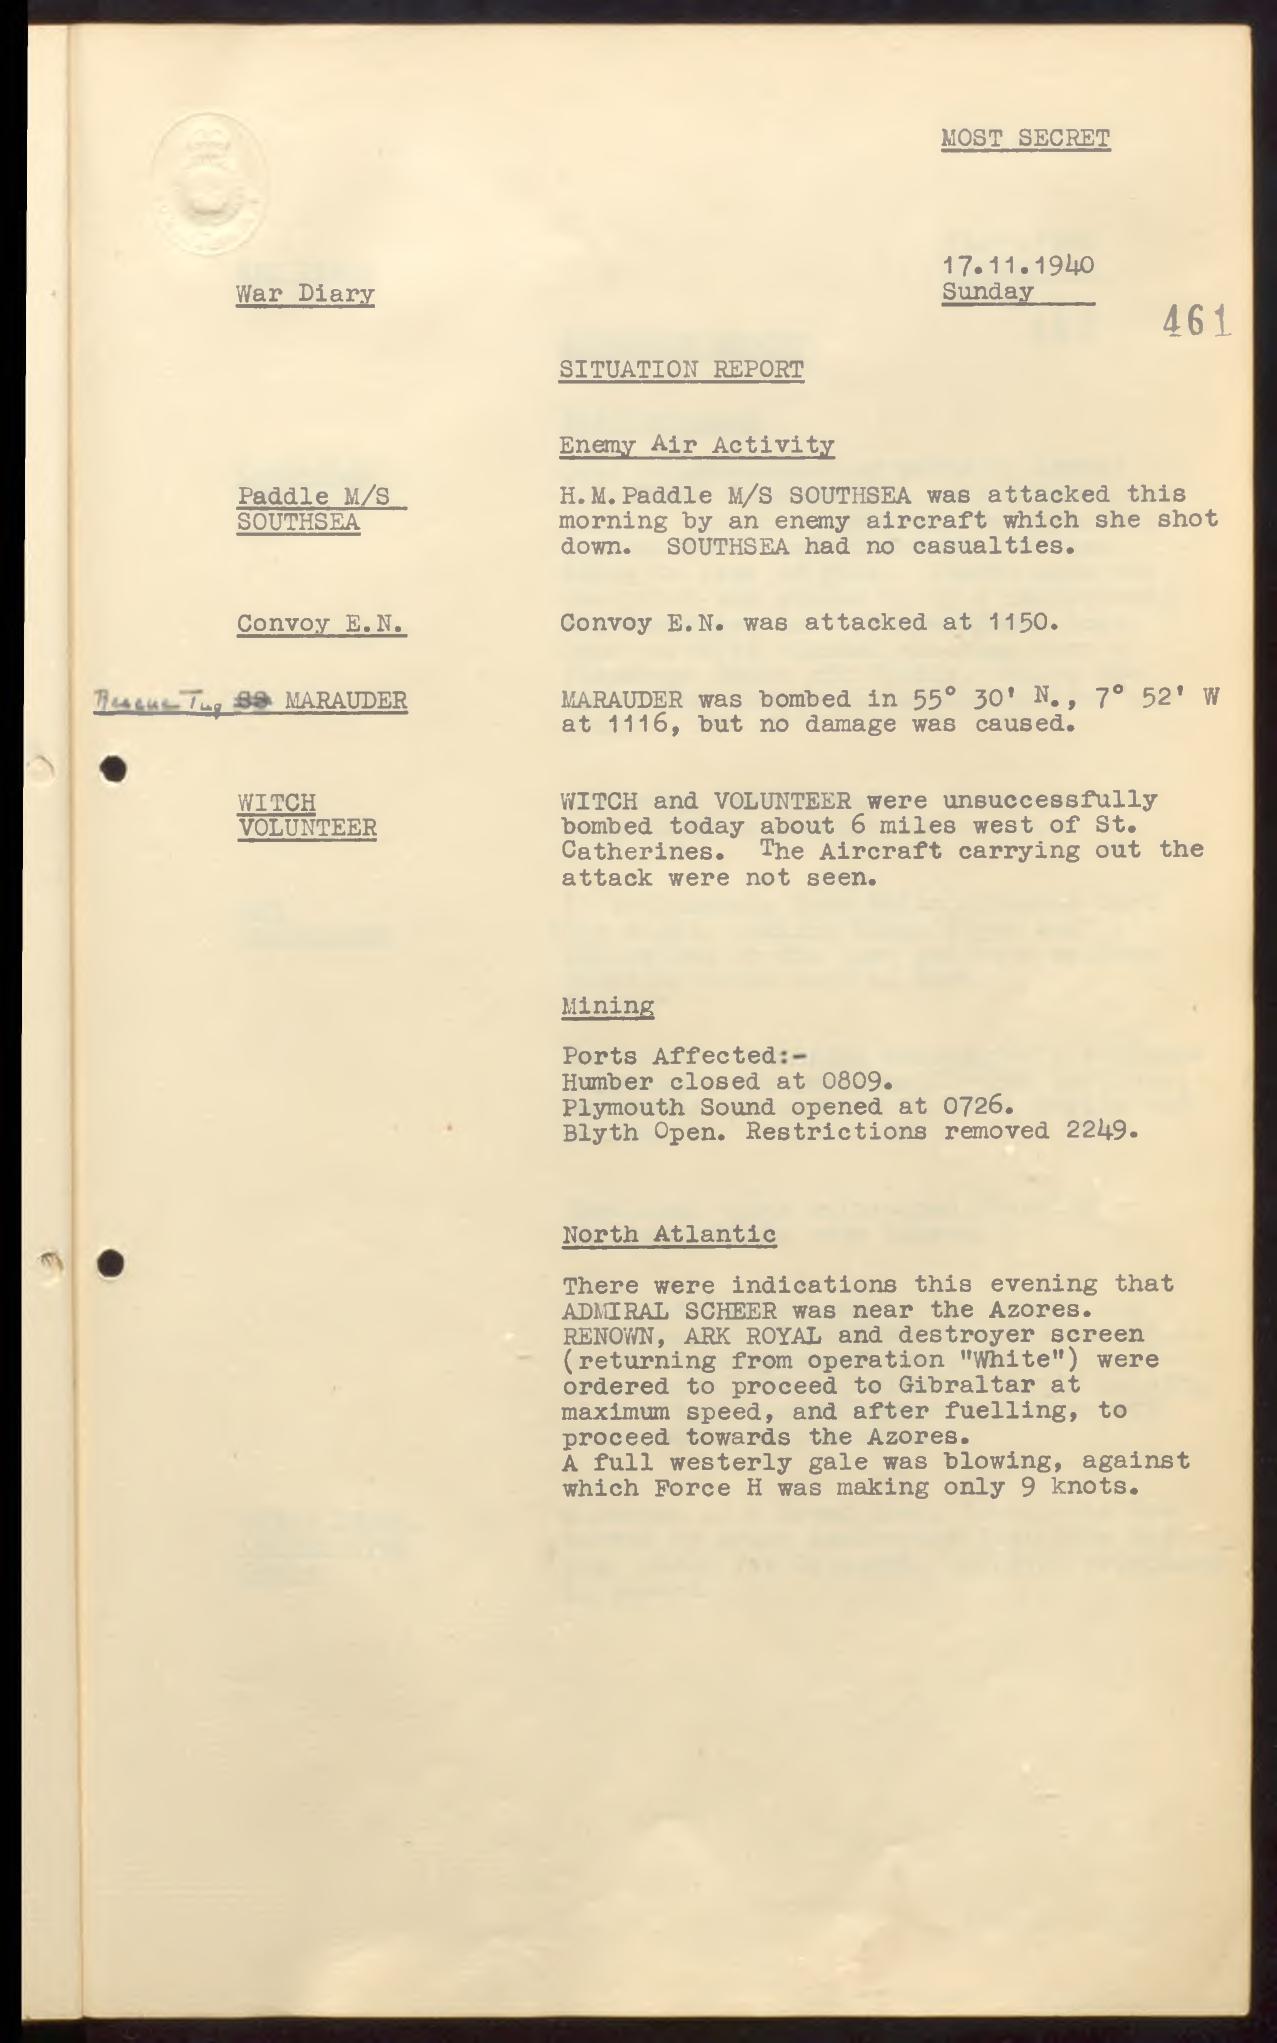 MOST SECRET
17.11.1940
War Diary
Sunday
461
SITUATION REPORT
Enemy Air Activity
Paddle M/S
SOUTHSEA
H.M.Paddle M/S SOUTHSEA was attacked this
morning by an enemy aircraft which she shot
down. SOUTHSEA had no casualties.
Convoy E.N.
Convoy E.N. was attacked at 1150.
Rescue Tug SS MARAUDER
MARAUDER was bombed in 55° 30' N., 7° 52' W
at 1116, but no damage was caused.
WITCH
VOLUNTEER
WITCH and VOLUNTEER were unsuccessfully
bombed today about 6 miles west of St.
Catherines. The Aircraft carrying out the
attack were not seen.
Mining
Ports Affected:-
Humber closed at 0809.
Plymouth Sound opened at 0726.
Blyth Open. Restrictions removed 2249.
North Atlantic
There were indications this evening that
ADMIRAL SCHEER was near the Azores.
RENOWN, ARK ROYAL and destroyer screen
(returning from operation "White") were
ordered to proceed to Gibraltar at
maximum speed, and after fuelling, to
proceed towards the Azores.
A full westerly gale was blowing, against
which Force H was making only 9 knots.